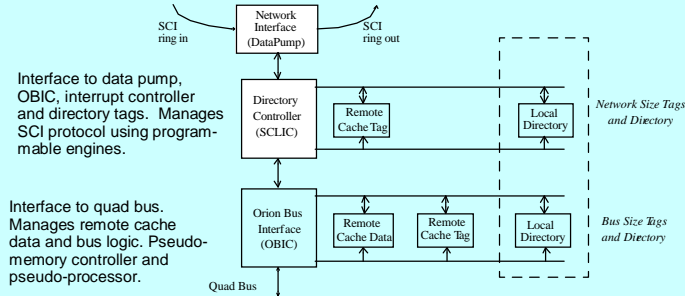 SCI
ring in
Network
Interface
(DataPump)
SCI
ring out
Interface to data pump,
OBIC, interrupt controller
and directory tags. Manages
SCI protocol using program-
mable engines.
Directory
Controller
(SCLIC)
Remote
Cache Tag
Local
Directory
Network Size Tags
and Directory
Interface to quad bus.
Manages remote cache
data and bus logic. Pseudo-
memory controller and
pseudo-processor.
Orion Bus
Interface
(OBIC)
Remote
Cache Data
Remote
Cache Tag
Local
Directory
Bus Size Tags
and Directory
Quad Bus